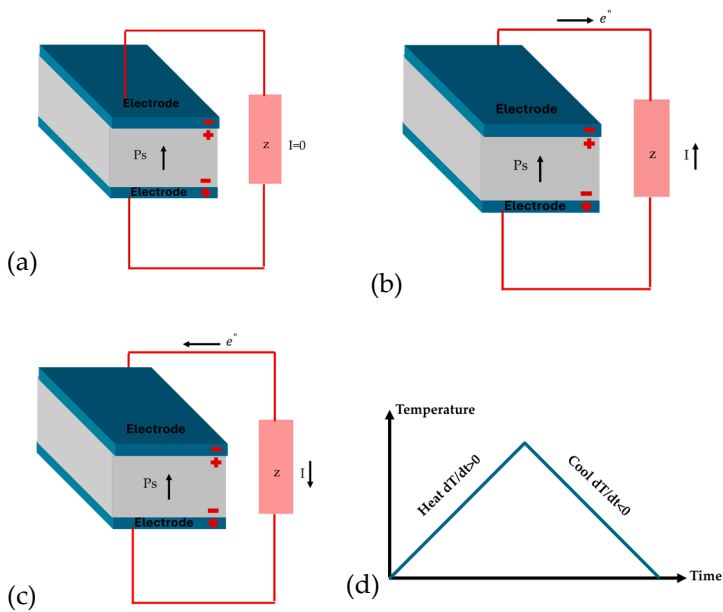 Electrode
−
+
Ps
z
I=0
−
Electrode
+
(a)
e⁻
Electrode
−
+
Ps
z
I
−
Electrode
+
(b)
e⁻
Electrode
−
+
Ps
z
I
−
Electrode
+
(c)
Temperature
Heat dT/dt>0
Cool dT/dt<0
Time
(d)